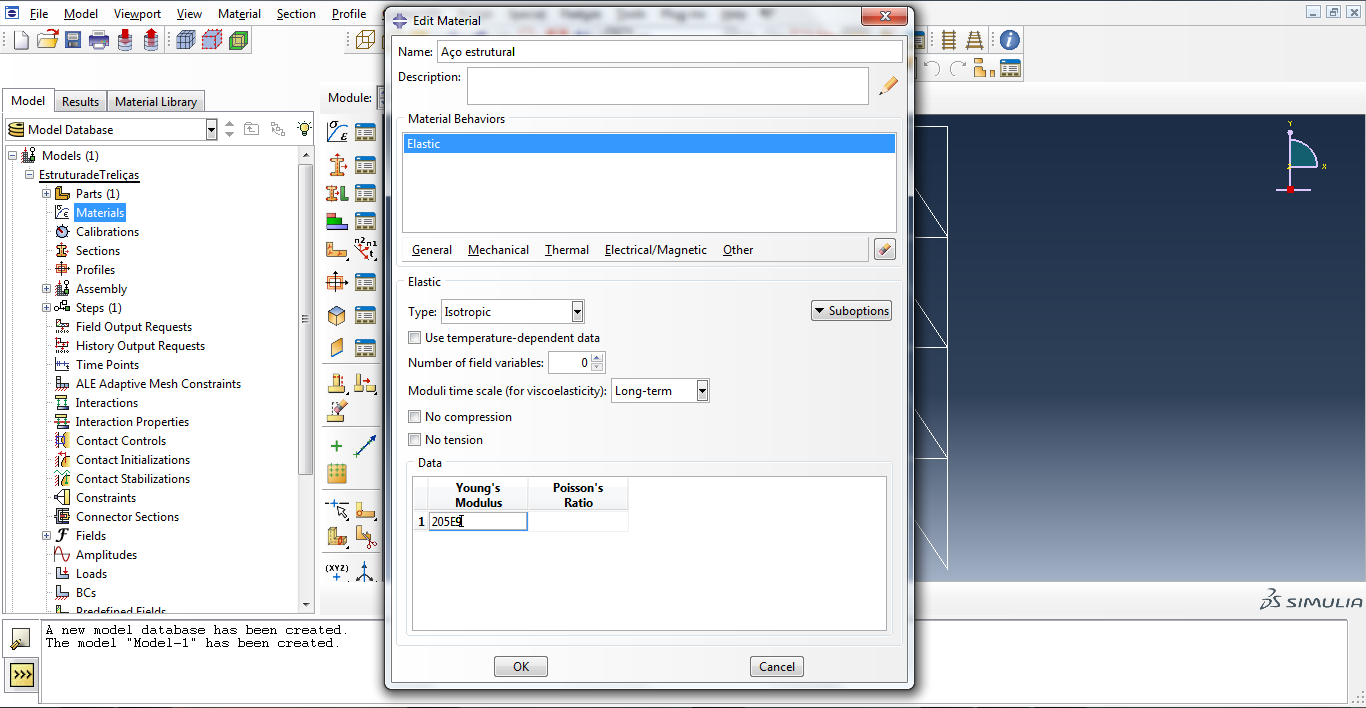 File Model Viewport View Material Section Profile
Edit Material
Name: Aço estrutural
Description:
Material Behaviors
Elastic
General Mechanical Thermal Electrical/Magnetic Other
Elastic
Type: Isotropic
Suboptions
Use temperature-dependent data
Number of field variables: 0
Moduli time scale (for viscoelasticity): Long-term
No compression
No tension
Data
Young's Modulus Poisson's Ratio
1 205E9
OK Cancel
Model Results Material Library
Module:
Model Database
Models (1)
EstruturadeTreliças
Parts (1)
Materials
Calibrations
Sections
Profiles
Assembly
Steps (1)
Field Output Requests
History Output Requests
Time Points
ALE Adaptive Mesh Constraints
Interactions
Interaction Properties
Contact Controls
Contact Initializations
Contact Stabilizations
Constraints
Connector Sections
Fields
Amplitudes
Loads
BCs
Predefined Fields
(XYZ)
Y
X
SIMULIA
A new model database has been created.
The model "Model-1" has been created.
>>>